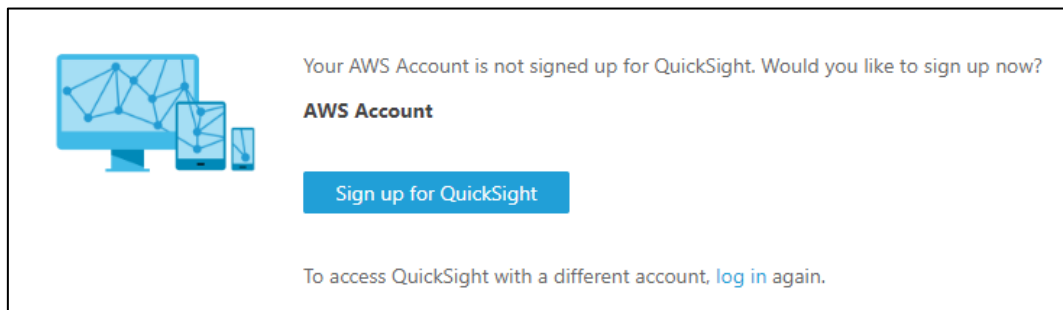 Your AWS Account is not signed up for QuickSight. Would you like to sign up now?
AWS Account
Sign up for QuickSight
To access QuickSight with a different account, log in again.